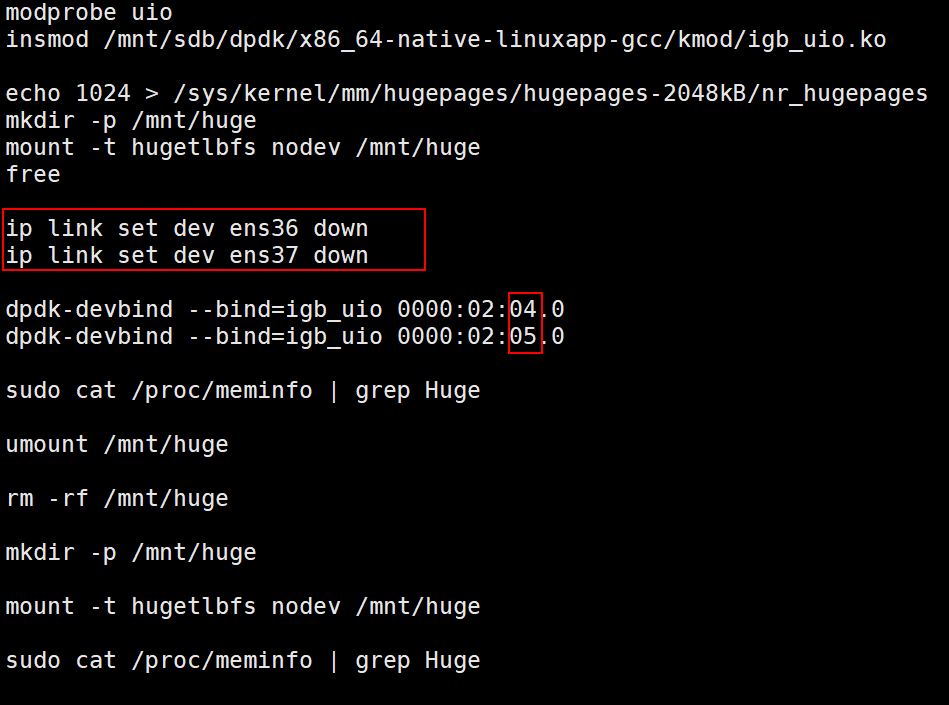 modprobe uio
insmod /mnt/sdb/dpdk/x86_64-native-linuxapp-gcc/kmod/igb_uio.ko
echo 1024 > /sys/kernel/mm/hugepages/hugepages-2048kB/nr_hugepages
mkdir -p /mnt/huge
mount -t hugetlbfs nodev /mnt/huge
free
ip link set dev ens36 down
ip link set dev ens37 down
dpdk-devbind --bind=igb_uio 0000:02:04.0
dpdk-devbind --bind=igb_uio 0000:02:05.0
sudo cat /proc/meminfo | grep Huge
umount /mnt/huge
rm -rf /mnt/huge
mkdir -p /mnt/huge
mount -t hugetlbfs nodev /mnt/huge
sudo cat /proc/meminfo | grep Huge